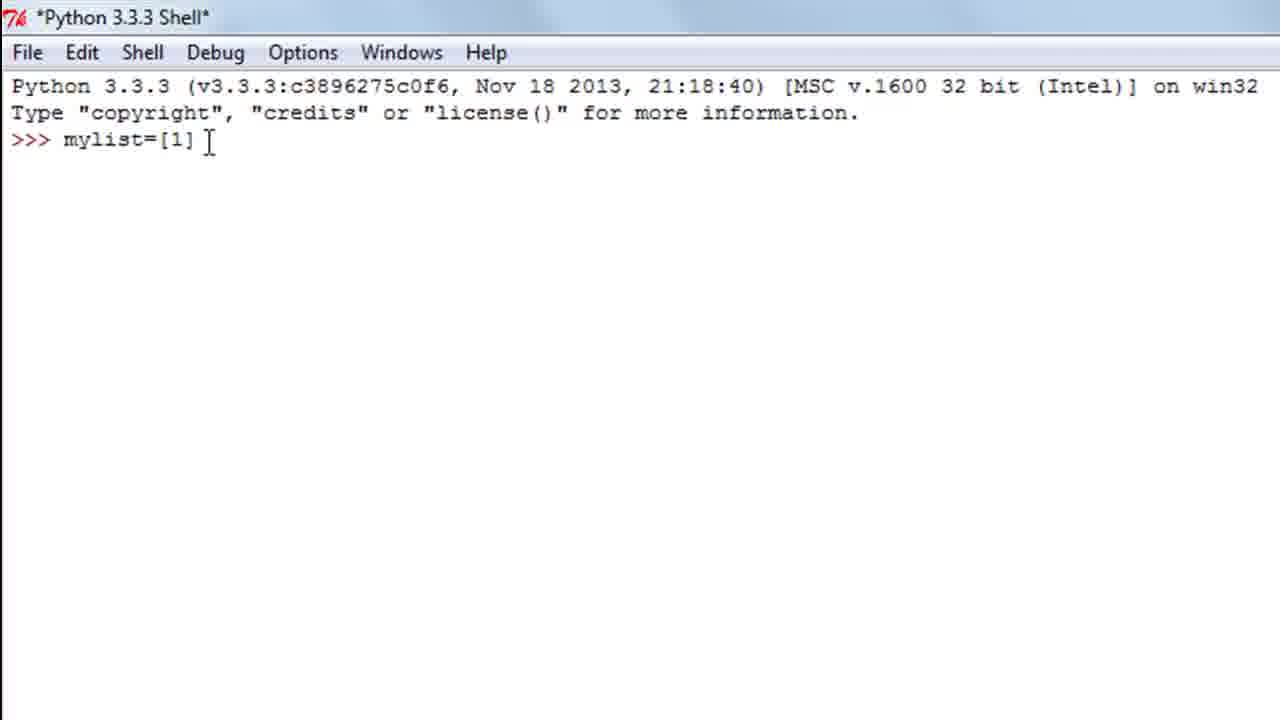 *Python 3.3.3 Shell*
File Edit Shell Debug Options Windows Help
Python 3.3.3 (v3.3.3:c3896275c0f6, Nov 18 2013, 21:18:40) [MSC v.1600 32 bit (Intel)] on win32
Type "copyright", "credits" or "license()" for more information.
>>> mylist=[1]